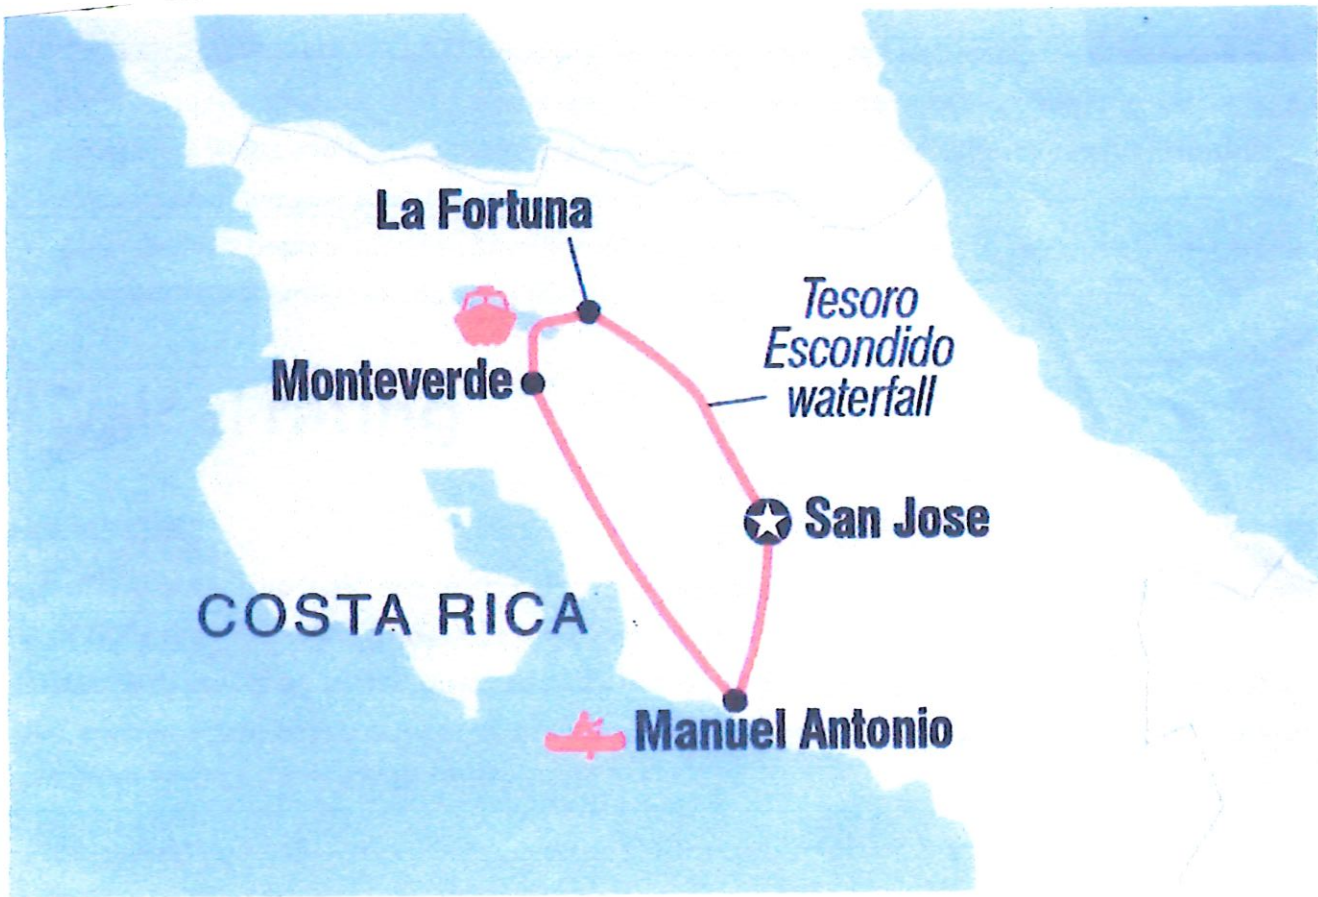 La Fortuna
Tesoro
Escondido
waterfall
Monteverde
San Jose
COSTA RICA
Manuel Antonio